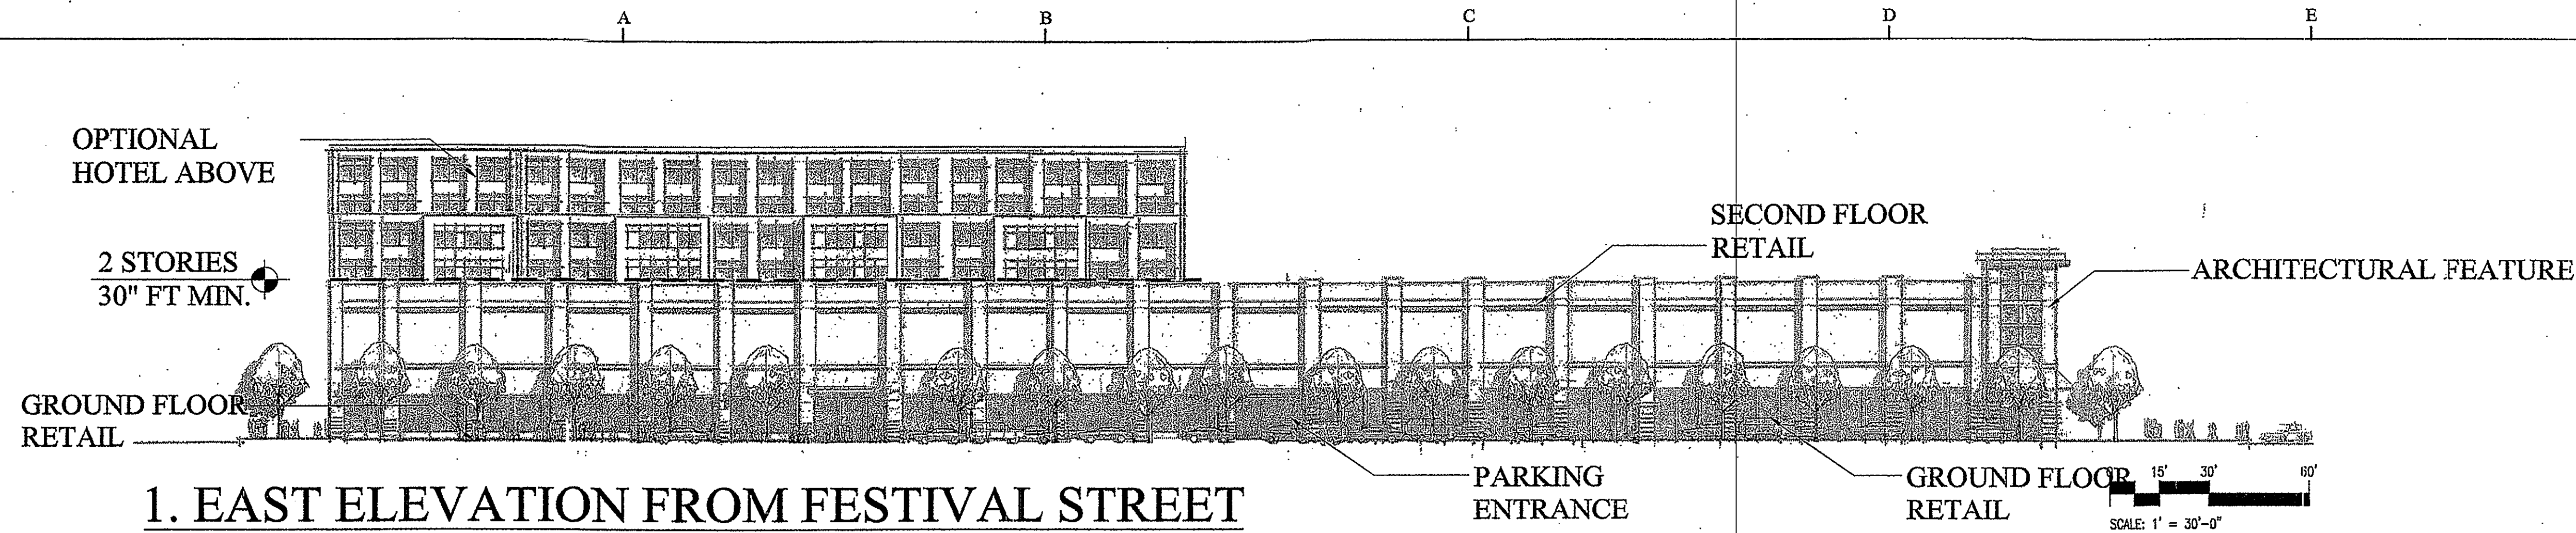 A B C D E
OPTIONAL
HOTEL ABOVE
SECOND FLOOR
RETAIL
2 STORIES
30" FT MIN.
ARCHITECTURAL FEATURE
GROUND FLOOR
RETAIL
PARKING
ENTRANCE
GROUND FLOOR
RETAIL
15' 30' 60'
SCALE: 1' = 30'-0"
1. EAST ELEVATION FROM FESTIVAL STREET